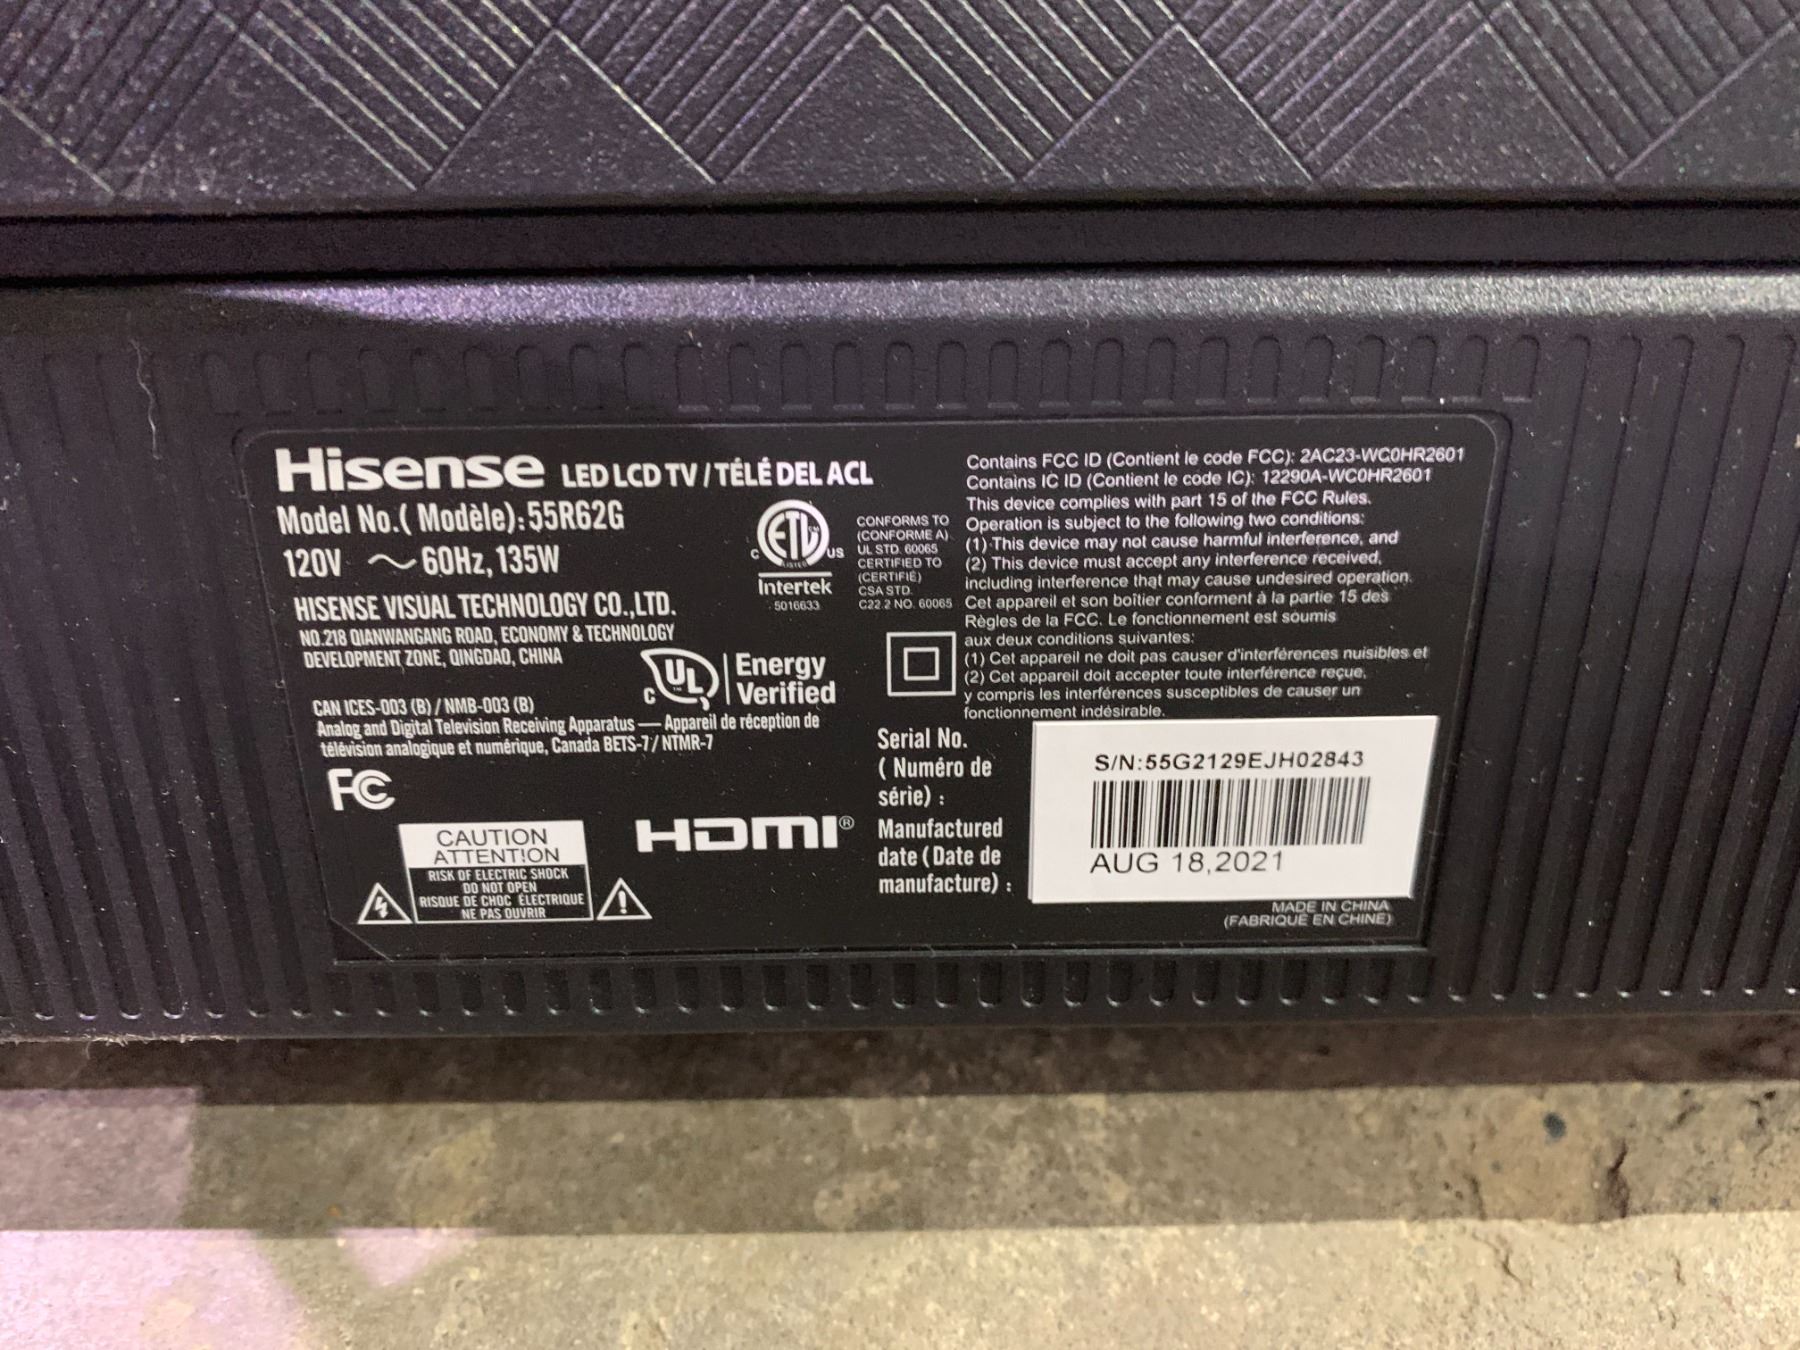 Hisense LED LCD TV / TÉLÉ DEL ACL
Model No.( Modèle): 55R62G
120V ～ 60Hz, 135W
HISENSE VISUAL TECHNOLOGY CO.,LTD.
NO.218 QIANWANGANG ROAD, ECONOMY & TECHNOLOGY
DEVELOPMENT ZONE, QINGDAO, CHINA
CAN ICES-003 (B) / NMB-003 (B)
Analog and Digital Television Receiving Apparatus — Appareil de réception de
télévision analogique et numérique, Canada BETS-7 / NTMR-7
FC
CAUTION
ATTENTION
RISK OF ELECTRIC SHOCK
DO NOT OPEN
RISQUE DE CHOC ÉLECTRIQUE
NE PAS OUVRIR
HDMI®
C ETL CM US
LISTED
Intertek
5016633
CONFORMS TO
(CONFORME A)
UL STD. 60065
CERTIFIED TO
(CERTIFIÉ)
CSA STD.
C22.2 NO. 60065
C UL ™
Energy
Verified
Contains FCC ID (Contient le code FCC): 2AC23-WC0HR2601
Contains IC ID (Contient le code IC): 12290A-WC0HR2601
This device complies with part 15 of the FCC Rules.
Operation is subject to the following two conditions:
(1) This device may not cause harmful interference, and
(2) This device must accept any interference received,
including interference that may cause undesired operation.
Cet appareil et son boîtier conforment à la partie 15 des
Règles de la FCC. Le fonctionnement est soumis
aux deux conditions suivantes:
(1) Cet appareil ne doit pas causer d'interférences nuisibles et
(2) Cet appareil doit accepter toute interférence reçue,
y compris les interférences susceptibles de causer un
fonctionnement indésirable.
Serial No.
( Numéro de
série) :
Manufactured
date ( Date de
manufacture) :
S/N:55G2129EJH02843
AUG 18,2021
MADE IN CHINA
(FABRIQUÉ EN CHINE)